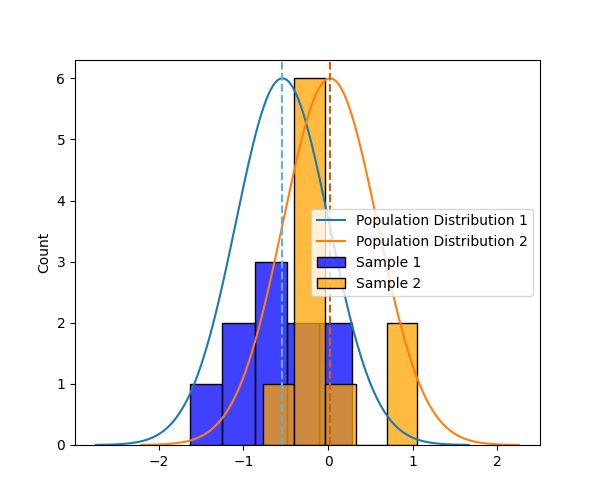 6
5
4
3
2
1
0
Count
Population Distribution 1
Population Distribution 2
Sample 1
Sample 2
−2 −1 0 1 2